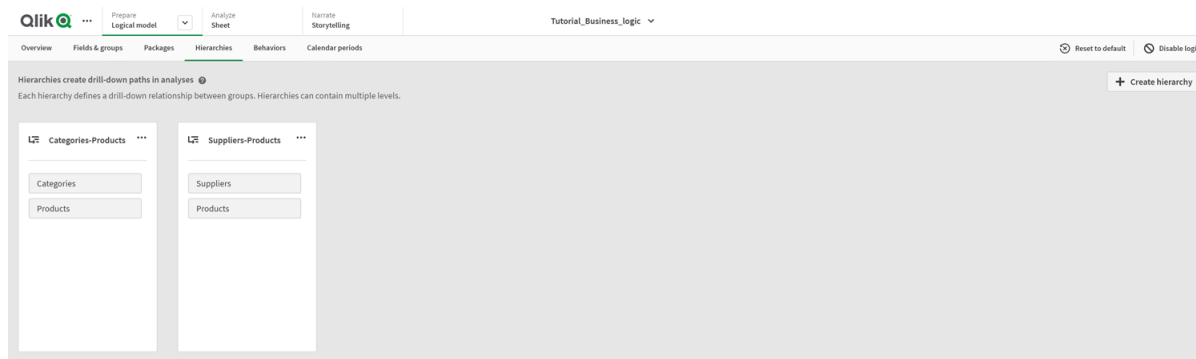 Qlik
Prepare
Logical model
Analyze
Sheet
Narrate
Storytelling
Tutorial_Business_logic
Overview Fields & groups Packages Hierarchies Behaviors Calendar periods
Reset to default
Disable logi
Hierarchies create drill-down paths in analyses
Create hierarchy
Each hierarchy defines a drill-down relationship between groups. Hierarchies can contain multiple levels.
Categories-Products
Categories
Products
Suppliers-Products
Suppliers
Products